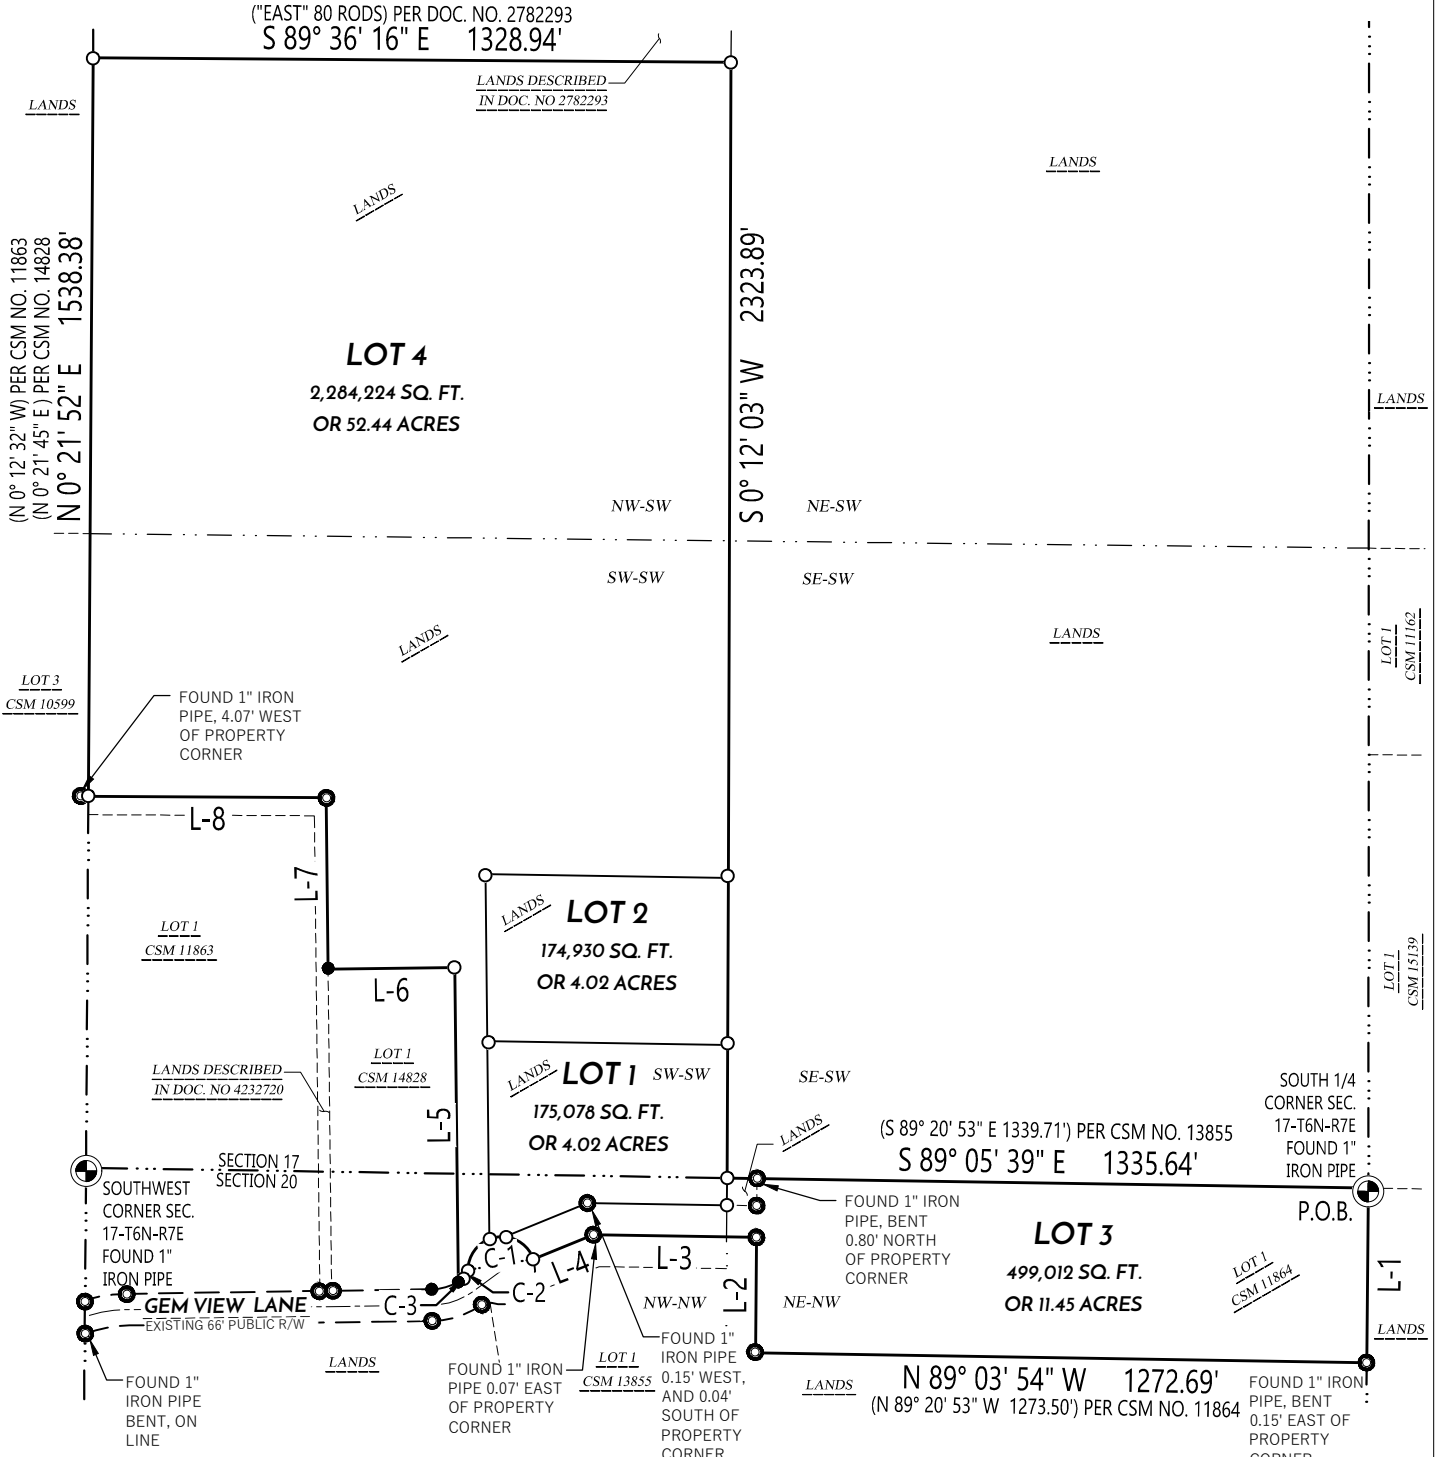 ("EAST" 80 RODS) PER DOC. NO. 2782293
S 89° 36' 16" E 1328.94'
LANDS DESCRIBED
IN DOC. NO 2782293
LANDS
LANDS
LANDS
(N 0° 12' 32" W) PER CSM NO. 11863
(N 0° 21' 45" E ) PER CSM NO. 14828
N 0° 21' 52" E 1538.38'
S 0° 12' 03" W 2323.89'
LOT 4
2,284,224 SQ. FT.
OR 52.44 ACRES
LANDS
NW-SW
NE-SW
SW-SW
SE-SW
LANDS
LANDS
LOT 1
CSM 11162
LOT 3
CSM 10599
FOUND 1" IRON
PIPE, 4.07' WEST
OF PROPERTY
CORNER
L-8
L-7
LANDS
LOT 2
174,930 SQ. FT.
OR 4.02 ACRES
LOT 1
CSM 11863
L-6
LOT 1
CSM 15139
LOT 1
CSM 14828
LANDS DESCRIBED
IN DOC. NO 4232720
L-5
LANDS
LOT 1
175,078 SQ. FT.
OR 4.02 ACRES
SW-SW
SE-SW
LANDS
SOUTH 1/4
CORNER SEC.
17-T6N-R7E
FOUND 1"
IRON PIPE
(S 89° 20' 53" E 1339.71') PER CSM NO. 13855
S 89° 05' 39" E 1335.64'
P.O.B.
SECTION 17
SECTION 20
SOUTHWEST
CORNER SEC.
17-T6N-R7E
FOUND 1"
IRON PIPE
FOUND 1" IRON
PIPE, BENT
0.80' NORTH
OF PROPERTY
CORNER
LOT 3
499,012 SQ. FT.
OR 11.45 ACRES
LOT 1
CSM 11864
L-1
C-1
L-4
L-3
C-2
C-3
L-2
NW-NW
NE-NW
GEM VIEW LANE
EXISTING 66' PUBLIC R/W
LANDS
LANDS
FOUND 1"
IRON PIPE
BENT, ON
LINE
FOUND 1" IRON
PIPE 0.07' EAST
OF PROPERTY
CORNER
LOT 1
CSM 13855
FOUND 1"
IRON PIPE
0.15' WEST,
AND 0.04'
SOUTH OF
PROPERTY
CORNER
LANDS
N 89° 03' 54" W 1272.69'
(N 89° 20' 53" W 1273.50') PER CSM NO. 11864
FOUND 1" IRON
PIPE, BENT
0.15' EAST OF
PROPERTY
CORNER